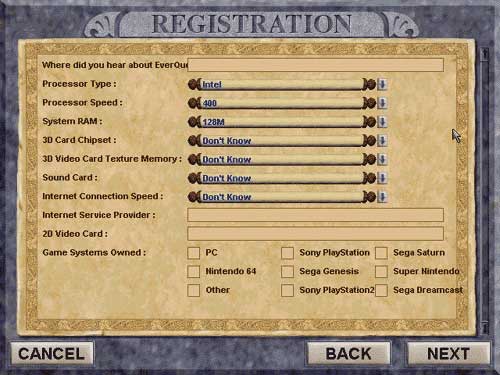 REGISTRATION
Where did you hear about EverQue
Processor Type : Intel
Processor Speed : 400
System RAM : 128M
3D Card Chipset : Don't Know
3D Video Card Texture Memory : Don't Know
Sound Card : Don't Know
Internet Connection Speed : Don't Know
Internet Service Provider :
2D Video Card :
Game Systems Owned : PC Sony PlayStation Sega Saturn
Nintendo 64 Sega Genesis Super Nintendo
Other Sony PlayStation2 Sega Dreamcast
CANCEL BACK NEXT